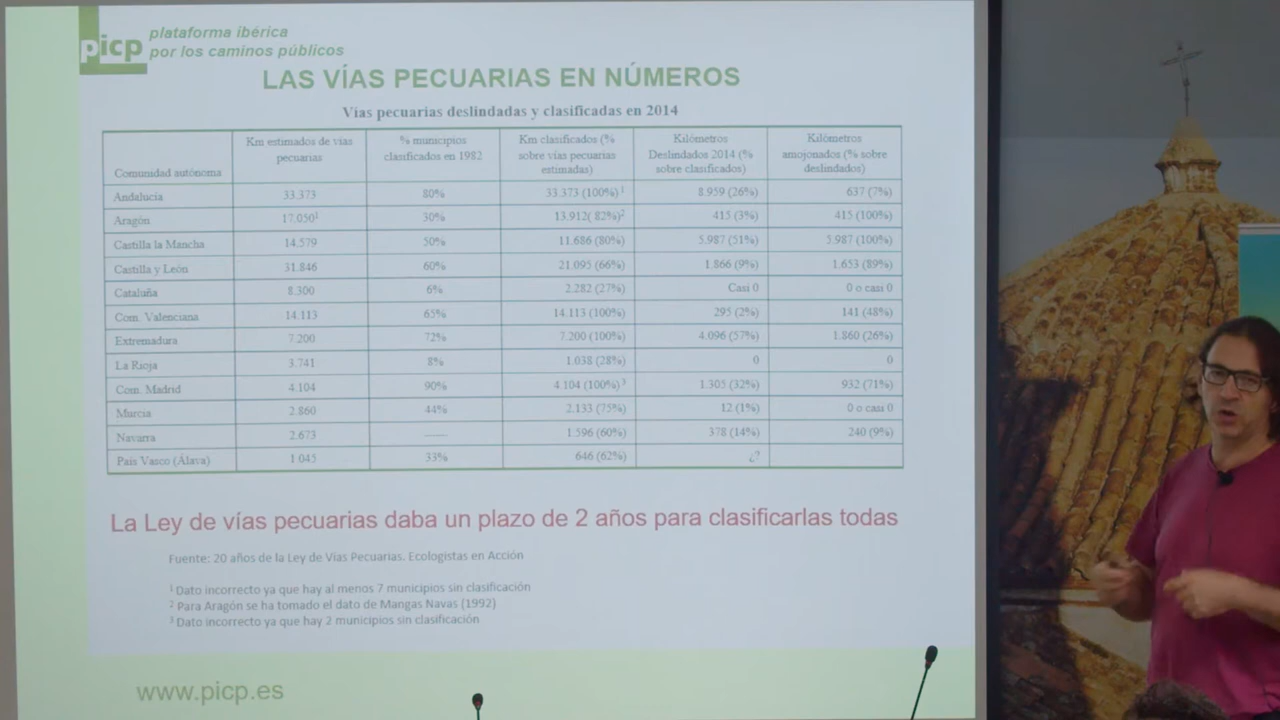 picp plataforma ibérica
por los caminos públicos
LAS VÍAS PECUARIAS EN NÚMEROS
Vías pecuarias deslindadas y clasificadas en 2014
Comunidad autónoma | Km estimados de vías pecuarias | % municipios clasificados en 1982 | Km clasificados (% sobre vías pecuarias estimadas) | Kilómetros Deslindados 2014 (% sobre clasificados) | Kilómetros amojonados (% sobre deslindados)
Andalucía 33.373 80% 33.373 (100%)¹ 8.959 (26%) 637 (7%)
Aragón 17.050¹ 30% 13.912( 82%)² 415 (3%) 415 (100%)
Castilla la Mancha 14.579 50% 11.686 (80%) 5.987 (51%) 5.987 (100%)
Castilla y León 31.846 60% 21.095 (66%) 1.866 (9%) 1.653 (89%)
Cataluña 8.300 6% 2.282 (27%) Casi 0 0 o casi 0
Com. Valenciana 14.113 65% 14.113 (100%) 295 (2%) 141 (48%)
Extremadura 7.200 72% 7.200 (100%) 4.096 (57%) 1.860 (26%)
La Rioja 3.741 8% 1.038 (28%) 0 0
Com. Madrid 4.104 90% 4.104 (100%)³ 1.305 (32%) 932 (71%)
Murcia 2.860 44% 2.133 (75%) 12 (1%) 0 o casi 0
Navarra 2.673 —— 1.596 (60%) 378 (14%) 240 (9%)
País Vasco (Álava) 1 045 33% 646 (62%)
La Ley de vías pecuarias daba un plazo de 2 años para clasificarlas todas
Fuente: 20 años de la Ley de Vías Pecuarias. Ecologistas en Acción
¹ Dato incorrecto ya que hay al menos 7 municipios sin clasificación
² Para Aragón se ha tomado el dato de Mangas Navas (1992)
³ Dato incorrecto ya que hay 2 municipios sin clasificación
www.picp.es